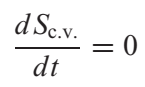 dS_c.v./dt = 0